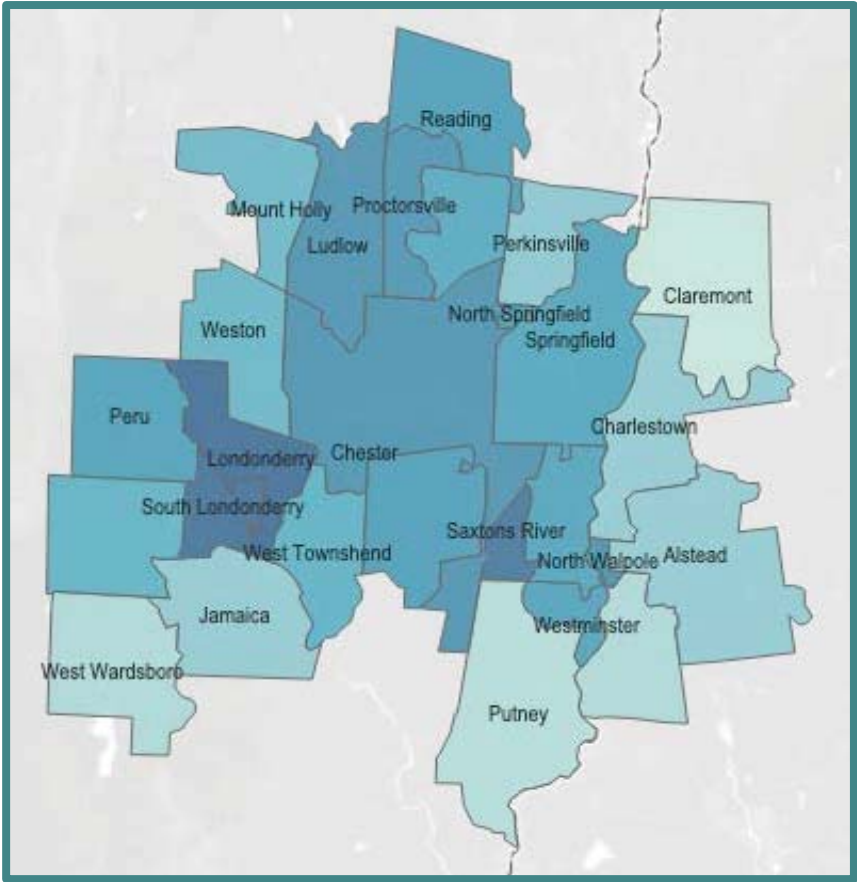 Reading
Mount Holly
Proctorsville
Ludlow
Perkinsville
Claremont
North Springfield
Weston
Springfield
Peru
Charlestown
Londonderry
Chester
South Londonderry
Saxtons River
West Townshend
North Walpole
Alstead
Jamaica
Westminster
West Wardsboro
Putney